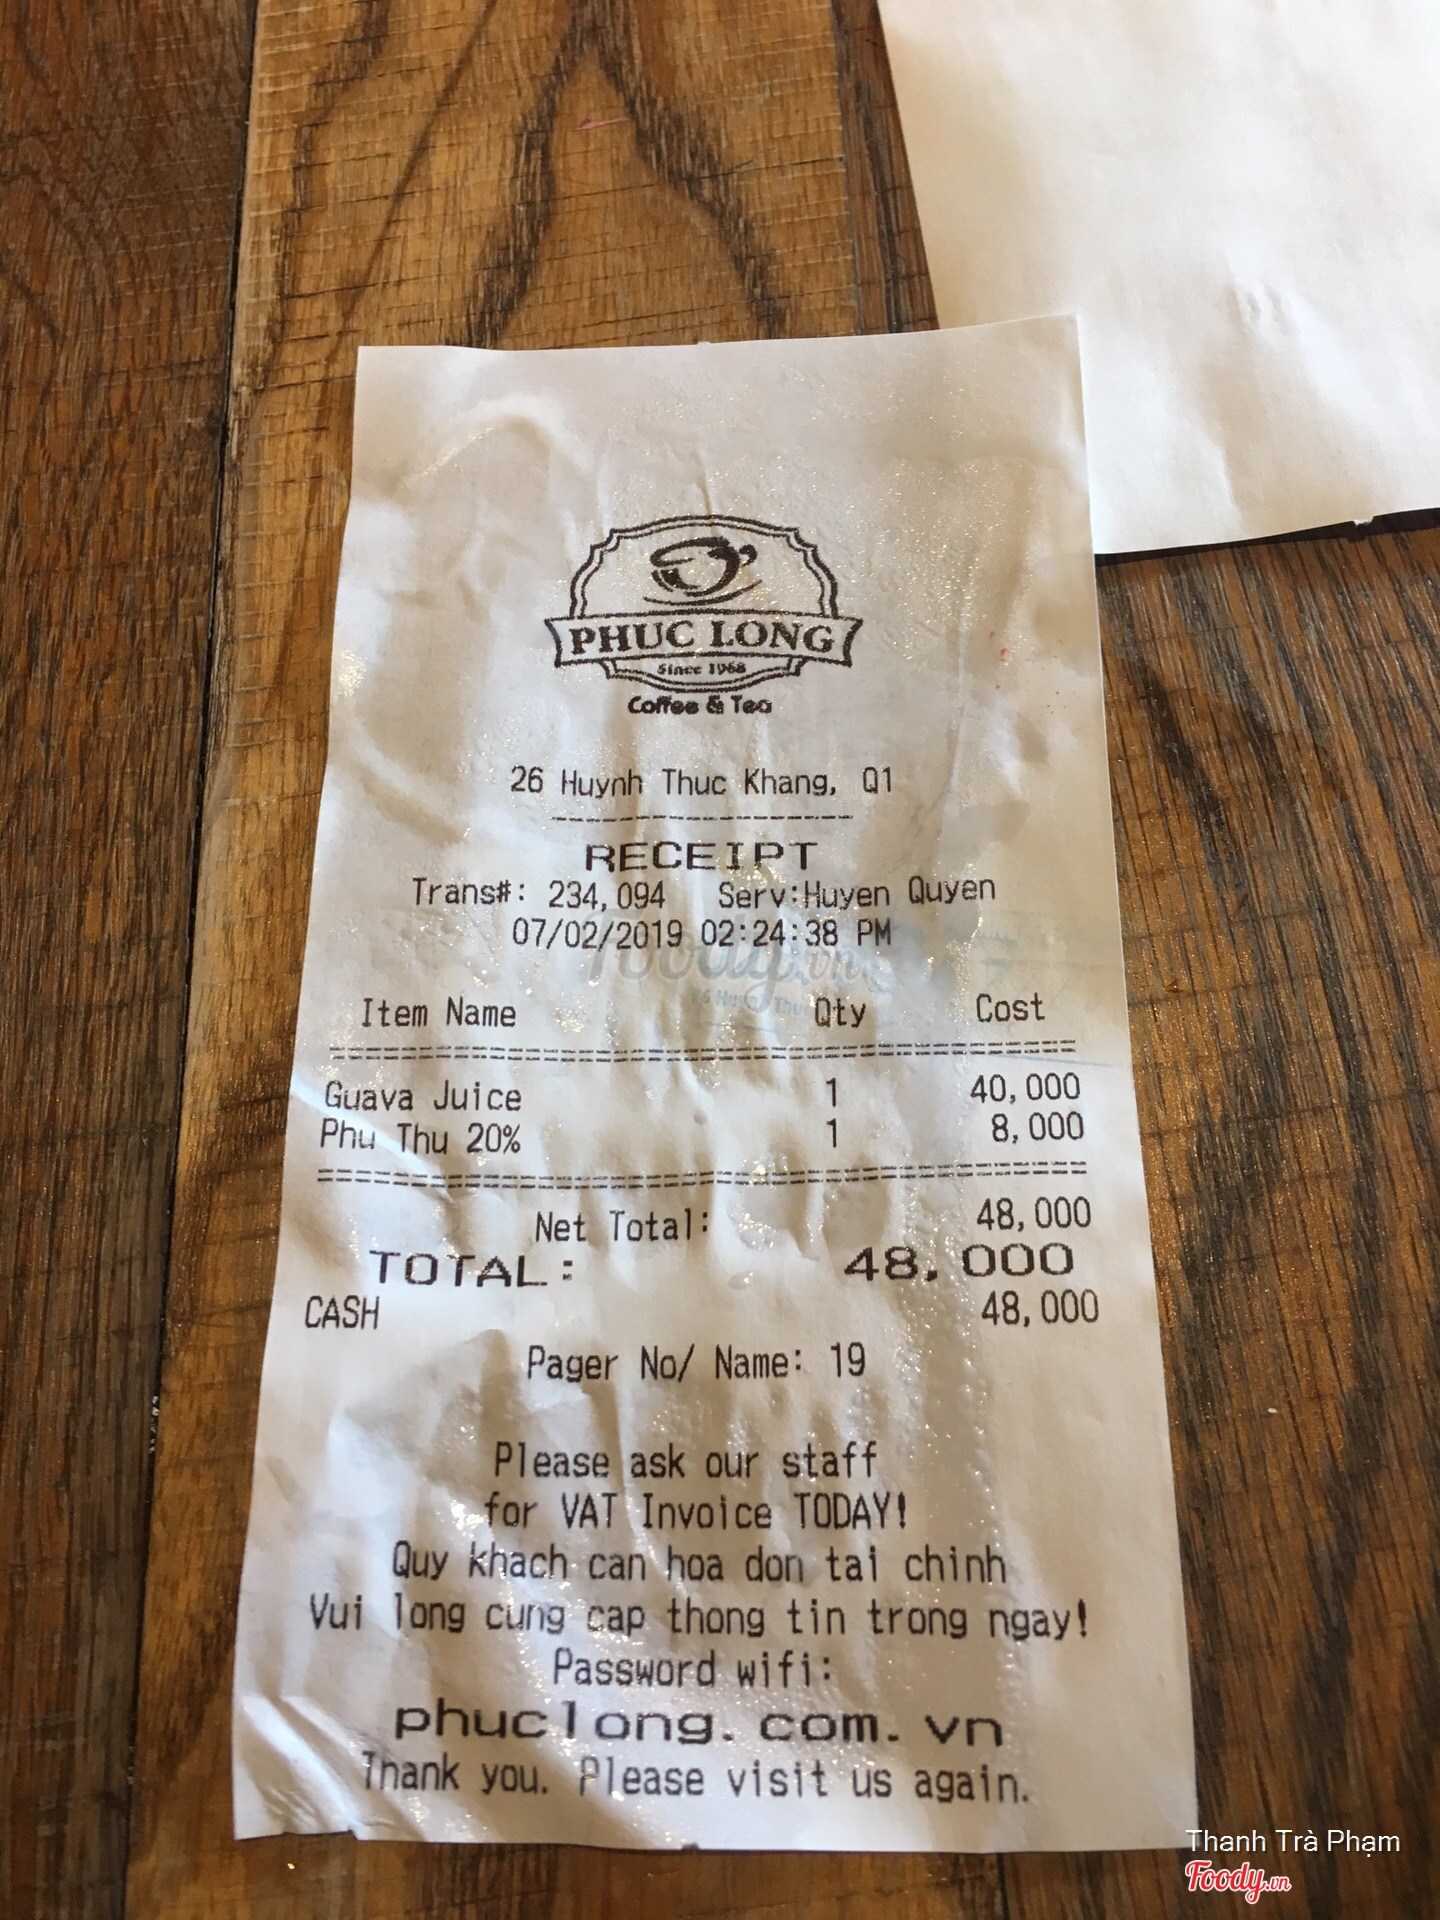 PHUC LONG
Since 1968
Coffee & Tea
26 Huynh Thuc Khang, Q1
RECEIPT
Trans#: 234,094 Serv:Huyen Quyen
07/02/2019 02:24:38 PM
Foody.vn
Item Name Qty Cost
Guava Juice 1 40,000
Phu Thu 20% 1 8,000
Net Total: 48,000
TOTAL: 48,000
CASH 48,000
Pager No/ Name: 19
Please ask our staff
for VAT Invoice TODAY!
Quy khach can hoa don tai chinh
Vui long cung cap thong tin trong ngay!
Password wifi:
phuclong.com.vn
Thank you. Please visit us again.
Thanh Trà Phạm
Foody.vn